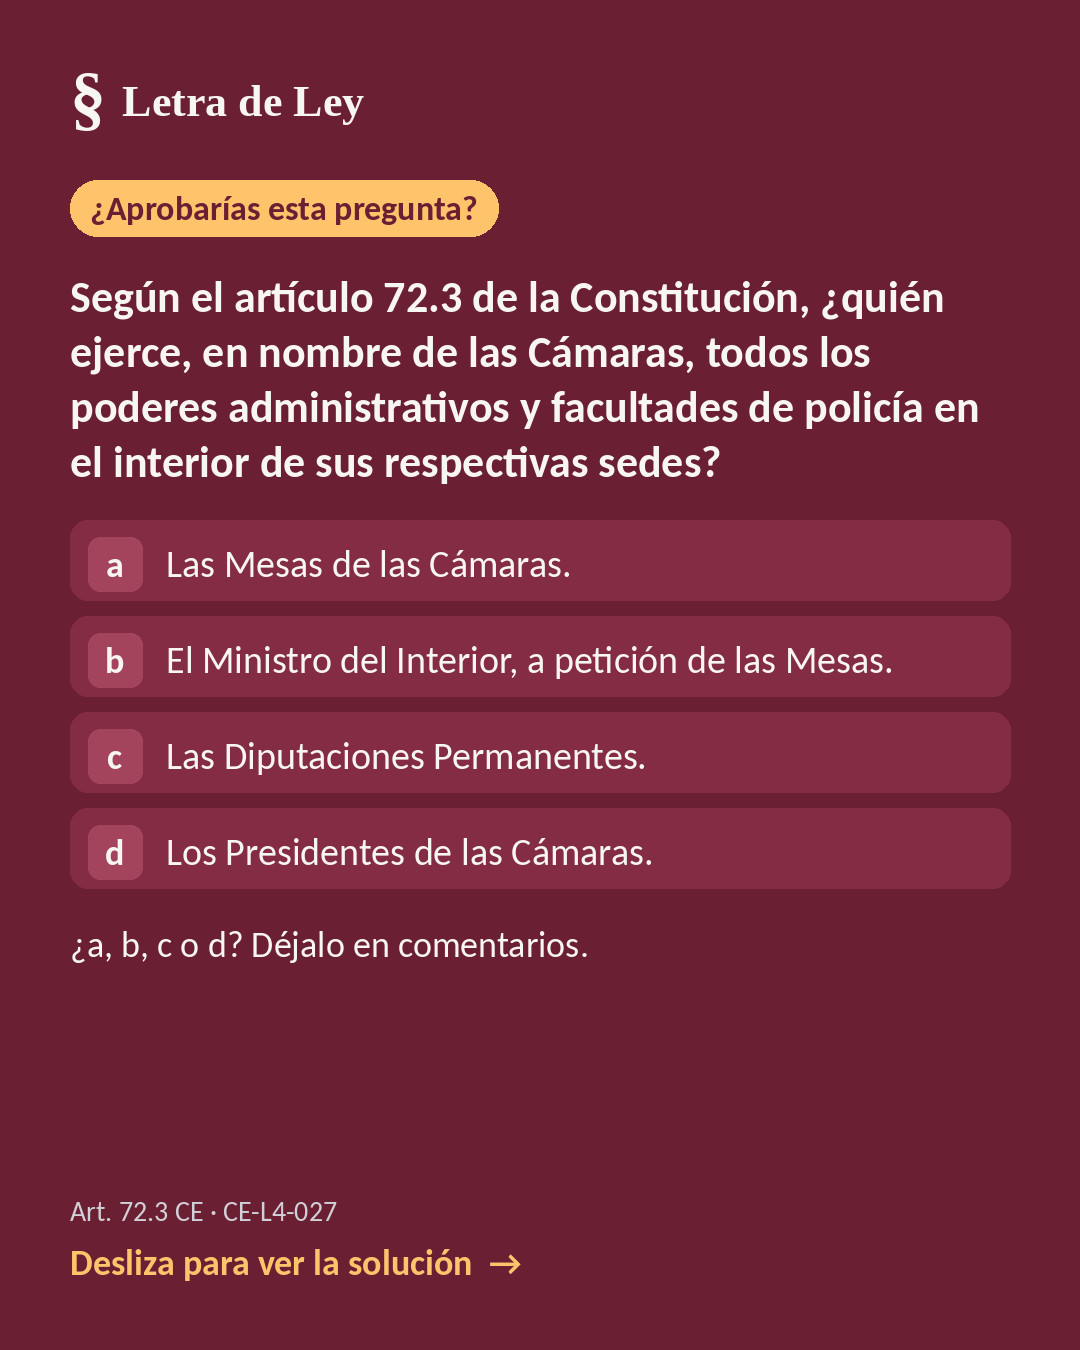 § Letra de Ley
¿Aprobarías esta pregunta?
Según el artículo 72.3 de la Constitución, ¿quién
ejerce, en nombre de las Cámaras, todos los
poderes administrativos y facultades de policía en
el interior de sus respectivas sedes?
a Las Mesas de las Cámaras.
b El Ministro del Interior, a petición de las Mesas.
c Las Diputaciones Permanentes.
d Los Presidentes de las Cámaras.
¿a, b, c o d? Déjalo en comentarios.
Art. 72.3 CE · CE-L4-027
Desliza para ver la solución →